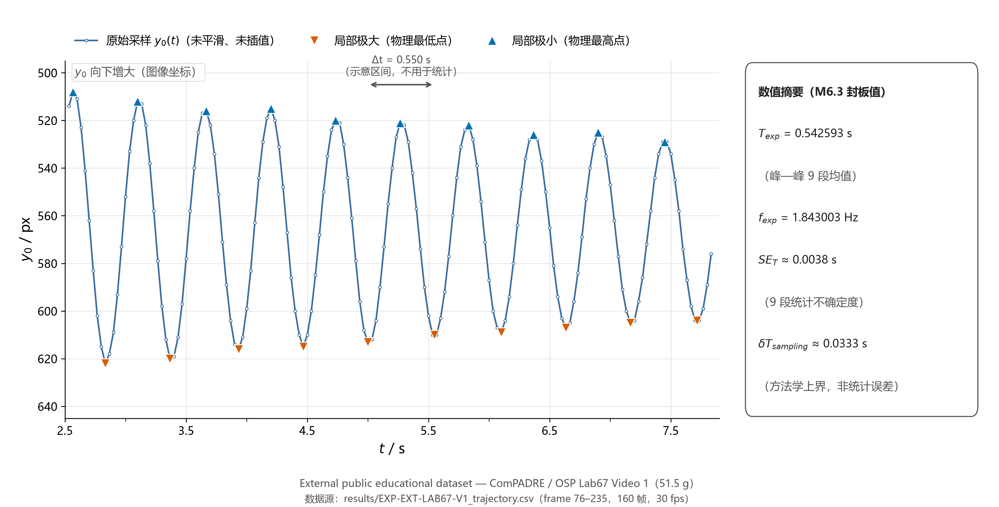 原始采样 y₀(t)（未平滑、未插值）
局部极大（物理最低点）
局部极小（物理最高点）
Δt = 0.550 s
（示意区间，不用于统计）
y₀ 向下增大（图像坐标）
500
520
540
560
580
600
620
640
y₀ / px
2.5 3.5 4.5 5.5 6.5 7.5
t / s
数值摘要（M6.3 封板值）
T_exp = 0.542593 s
（峰—峰 9 段均值）
f_exp = 1.843003 Hz
SE_T ≈ 0.0038 s
（9 段统计不确定度）
δT_sampling ≈ 0.0333 s
（方法学上界，非统计误差）
External public educational dataset — ComPADRE / OSP Lab67 Video 1（51.5 g）
数据源：results/EXP-EXT-LAB67-V1_trajectory.csv（frame 76–235，160 帧，30 fps）